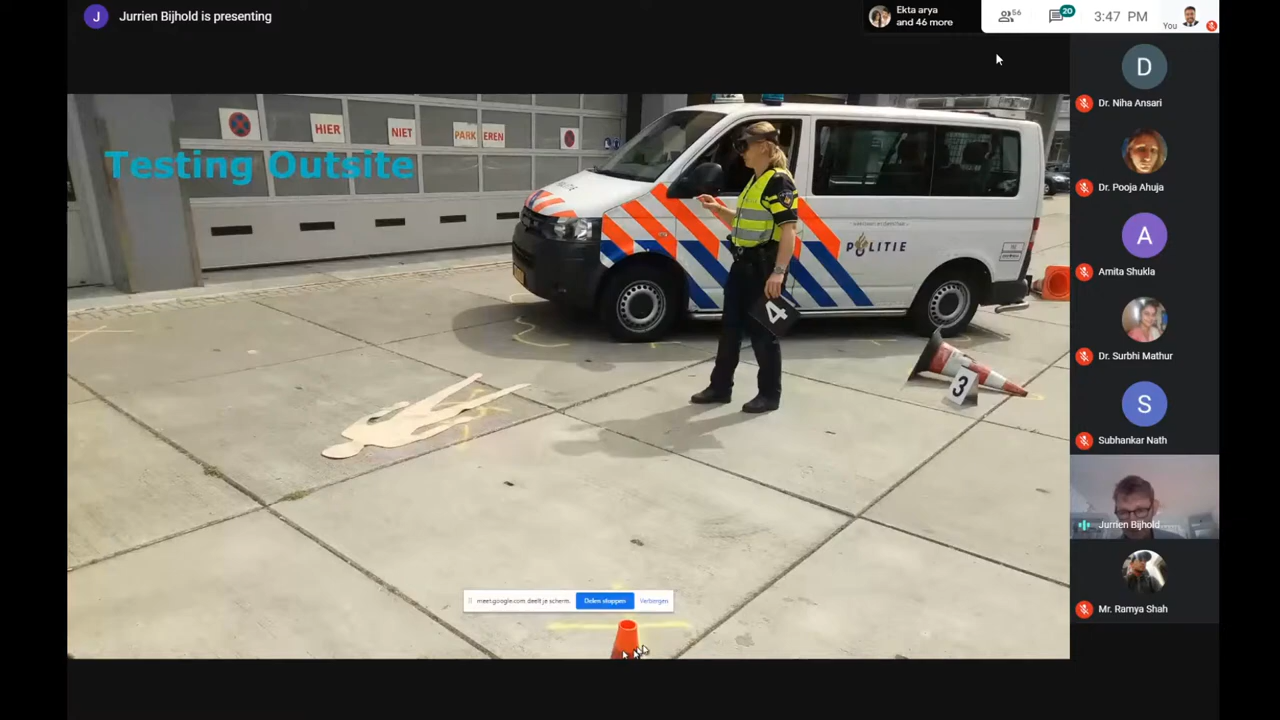 J
Jurrien Bijhold is presenting
Ekta arya
and 46 more
56
20
3:47 PM
You
D
Dr. Niha Ansari
Dr. Pooja Ahuja
A
Amita Shukla
Dr. Surbhi Mathur
S
Subhankar Nath
Jurrien Bijhold
Mr. Ramya Shah
Testing Outsite
HIER
NIET
PARKEREN
POLITIE
4
3
meet.google.com deelt je scherm.
Delen stoppen
Verbergen